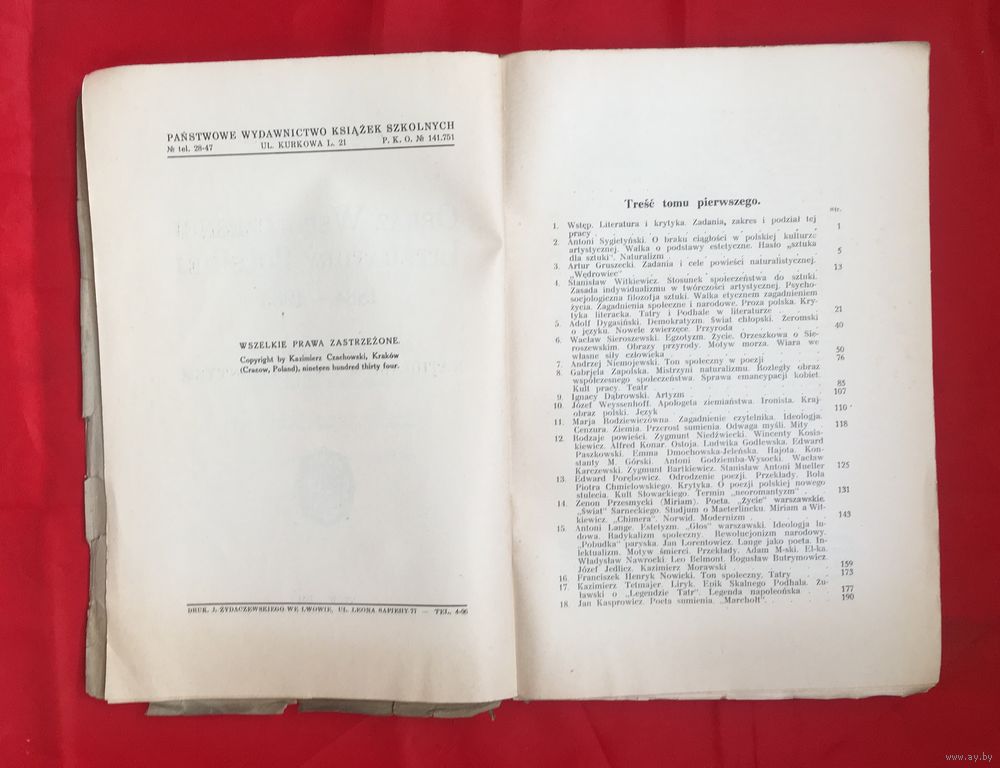 PAŃSTWOWE WYDAWNICTWO KSIĄŻEK SZKOLNYCH
№ tel. 28-47 UL. KURKOWA L. 21 P. K. O. № 141.751
WSZELKIE PRAWA ZASTRZEŻONE.
Copyright by Kazimierz Czachowski, Kraków
(Cracow, Poland), nineteen hundred thirty four.
DRUK. J. ŻYDACZEWSKIEGO WE LWOWIE, UL. LEONA SAPIEHY 77 — TEL. 4-96
Treść tomu pierwszego.
str.
1. Wstęp. Literatura i krytyka. Zadania, zakres i podział tej
pracy . 1
2. Antoni Sygietyński. O braku ciągłości w polskiej kulturze
artystycznej. Walka o podstawy estetyczne. Hasło „sztuka
dla sztuki". Naturalizm . 5
3. Artur Gruszecki. Zadania i cele powieści naturalistycznej.
„Wędrowiec" 13
4. Stanisław Witkiewicz. Stosunek społeczeństwa do sztuki.
Zasada indywidualizmu w twórczości artystycznej. Psycho-
socjologiczna filozofja sztuki. Walka etycznem zagadnieniem
życia. Zagadnienia społeczne i narodowe. Proza polska. Kry-
tyka literacka. Tatry i Podhale w literaturze . 21
5. Adolf Dygasiński. Demokratyzm. Świat chłopski. Żeromski
o języku. Nowele zwierzęce. Przyroda . 40
6. Wacław Sieroszewski. Egzotyzm. Życie. Orzeszkowa o Sie-
roszewskim. Obrazy przyrody. Motyw morza. Wiara we
własne siły człowieka . 50
7. Andrzej Niemojewski. Ton społeczny w poezji 76
8. Gabrjela Zapolska. Mistrzyni naturalizmu. Rozległy obraz
współczesnego społeczeństwa. Sprawa emancypacji kobiet.
Kult pracy. Teatr . 85
9. Ignacy Dąbrowski. Artyzm . 107
10. Józef Weyssenhoff. Apologeta ziemiaństwa. Ironista. Kraj-
obraz polski. Język . 110
11. Marja Rodziewiczówna. Zagadnienie czytelnika. Ideologja.
Cenzura. Ziemia. Przerost sumienia. Odwaga myśli. Mity 118
12. Rodzaje powieści. Zygmunt Niedźwiecki. Wincenty Kosia-
kiewicz. Alfred Konar. Ostoja. Ludwika Godlewska. Edward
Paszkowski. Emma Dmochowska-Jeleńska. Hajota. Kon-
stanty M. Górski. Antoni Godziemba-Wysocki. Wacław
Karczewski. Zygmunt Bartkiewicz. Stanisław Antoni Mueller 125
13. Edward Porębowicz. Odrodzenie poezji. Przekłady. Rola
Piotra Chmielowskiego. Krytyka. O poezji polskiej nowego
stulecia. Kult Słowackiego. Termin „neoromantyzm" . 131
14. Zenon Przesmycki (Miriam). Poeta. „Życie" warszawskie.
„Świat" Sarneckiego. Studjum o Maeterlincku. Miriam a Wit-
kiewicz. „Chimera". Norwid. Modernizm . 143
15. Antoni Lange. Estetyzm. „Głos" warszawski. Ideologja lu-
dowa. Radykalizm społeczny. Rewolucjonizm narodowy.
„Pobudka" paryska. Jan Lorentowicz. Lange jako poeta. In-
telektualizm. Motyw śmierci. Przekłady. Adam M-ski. El-ka.
Władysław Nawrocki. Leo Belmont. Bogusław Butrymowicz.
Józef Jedlicz. Kazimierz Morawski . 159
16. Franciszek Henryk Nowicki. Ton społeczny. Tatry . 173
17. Kazimierz Tetmajer. Liryk. Epik Skalnego Podhala. Żu-
ławski o „Legendzie Tatr". Legenda napoleońska . 177
18. Jan Kasprowicz. Poeta sumienia. „Marchołt". 190
www.ay.by